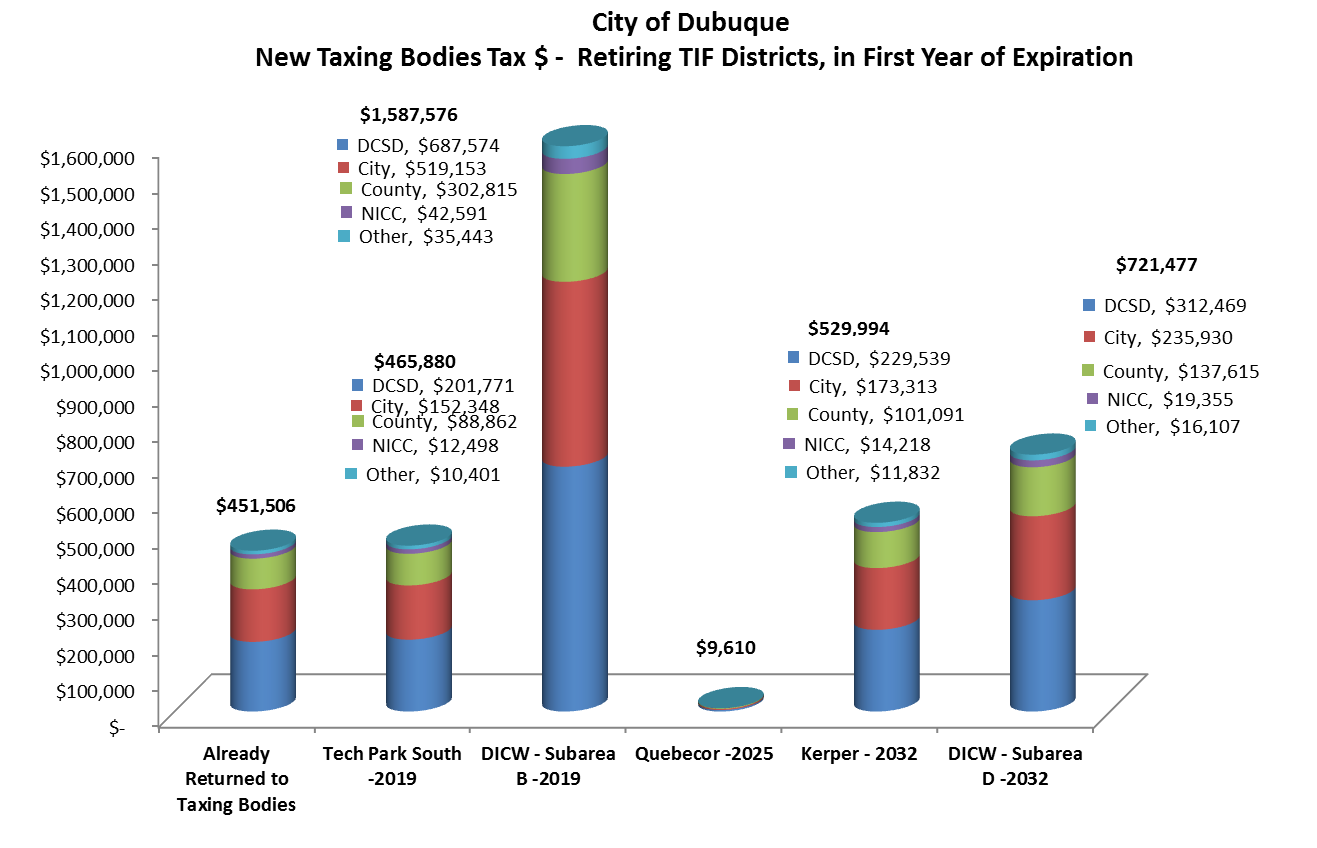 City of Dubuque
New Taxing Bodies Tax $ - Retiring TIF Districts, in First Year of Expiration
$1,587,576
DCSD, $687,574
City, $519,153
County, $302,815
NICC, $42,591
Other, $35,443
$465,880
DCSD, $201,771
City, $152,348
County, $88,862
NICC, $12,498
Other, $10,401
$451,506
$9,610
$529,994
DCSD, $229,539
City, $173,313
County, $101,091
NICC, $14,218
Other, $11,832
$721,477
DCSD, $312,469
City, $235,930
County, $137,615
NICC, $19,355
Other, $16,107
$1,600,000
$1,500,000
$1,400,000
$1,300,000
$1,200,000
$1,100,000
$1,000,000
$900,000
$800,000
$700,000
$600,000
$500,000
$400,000
$300,000
$200,000
$100,000
$-
Already
Returned to
Taxing Bodies
Tech Park South
-2019
DICW - Subarea
B -2019
Quebecor -2025
Kerper - 2032
DICW - Subarea
D -2032